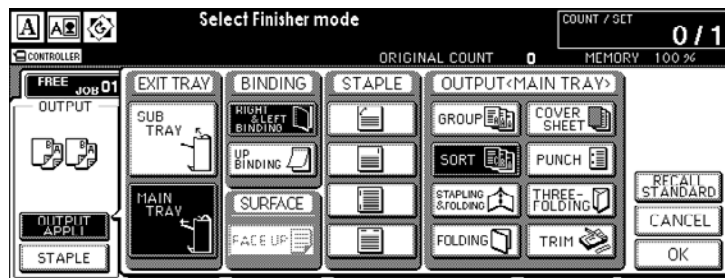 A A Select Finisher mode COUNT / SET
0 / 1
CONTROLLER ORIGINAL COUNT 0 MEMORY 100 %
FREE JOB 01
OUTPUT
OUTPUT
APPLI
STAPLE
EXIT TRAY
SUB
TRAY
MAIN
TRAY
BINDING
RIGHT
&LEFT
BINDING
UP
BINDING
SURFACE
FACE UP
STAPLE
OUTPUT<MAIN TRAY>
GROUP
COVER
SHEET
SORT
PUNCH
STAPLING
&FOLDING
THREE-
FOLDING
FOLDING
TRIM
RECALL
STANDARD
CANCEL
OK